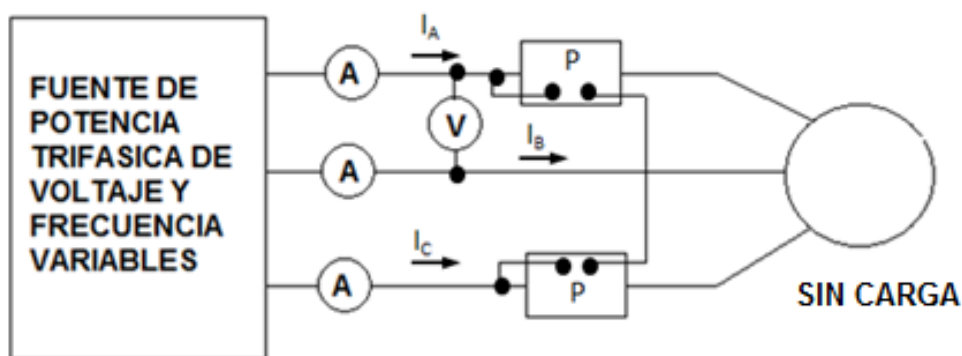 FUENTE DE
POTENCIA
TRIFASICA DE
VOLTAJE Y
FRECUENCIA
VARIABLES
A
I_A
P
V
A
I_B
A
I_C
P
SIN CARGA